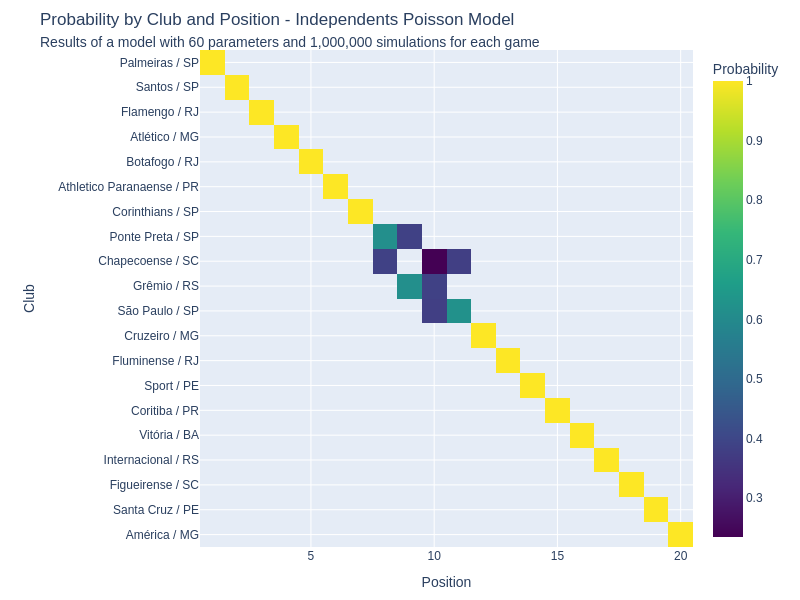 Probability by Club and Position - Independents Poisson Model
Results of a model with 60 parameters and 1,000,000 simulations for each game
Probability
Club
Palmeiras / SP
Santos / SP
Flamengo / RJ
Atlético / MG
Botafogo / RJ
Athletico Paranaense / PR
Corinthians / SP
Ponte Preta / SP
Chapecoense / SC
Grêmio / RS
São Paulo / SP
Cruzeiro / MG
Fluminense / RJ
Sport / PE
Coritiba / PR
Vitória / BA
Internacional / RS
Figueirense / SC
Santa Cruz / PE
América / MG
5 10 15 20
Position
1
0.9
0.8
0.7
0.6
0.5
0.4
0.3